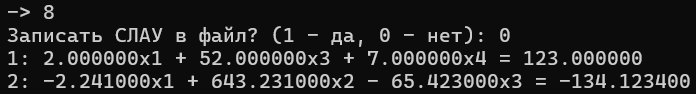 -> 8
Записать СЛАУ в файл? (1 - да, 0 - нет): 0
1: 2.000000x1 + 52.000000x3 + 7.000000x4 = 123.000000
2: -2.241000x1 + 643.231000x2 - 65.423000x3 = -134.123400